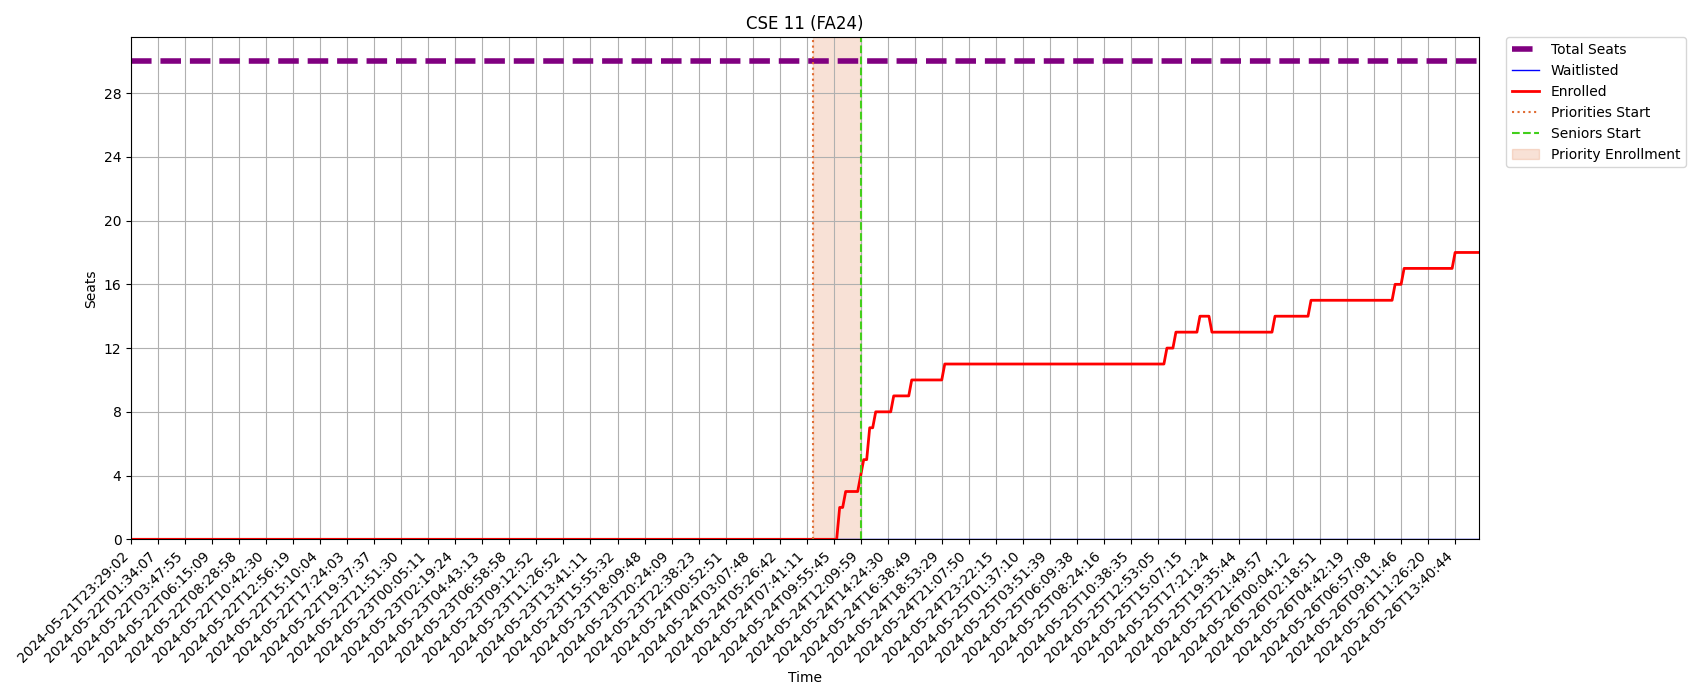 CSE 11 (FA24)
Total Seats
Waitlisted
Enrolled
Priorities Start
Seniors Start
Priority Enrollment
Seats
28
24
20
16
12
8
4
0
2024-05-21T23:29:02
2024-05-22T01:34:07
2024-05-22T03:47:55
2024-05-22T06:15:09
2024-05-22T08:28:58
2024-05-22T10:42:30
2024-05-22T12:56:19
2024-05-22T15:10:04
2024-05-22T17:24:03
2024-05-22T19:37:37
2024-05-22T21:51:30
2024-05-23T00:05:11
2024-05-23T02:19:24
2024-05-23T04:43:13
2024-05-23T06:58:58
2024-05-23T09:12:52
2024-05-23T11:26:52
2024-05-23T13:41:11
2024-05-23T15:55:32
2024-05-23T18:09:48
2024-05-23T20:24:09
2024-05-23T22:38:23
2024-05-24T00:52:51
2024-05-24T03:07:48
2024-05-24T05:26:42
2024-05-24T07:41:11
2024-05-24T09:55:45
2024-05-24T12:09:59
2024-05-24T14:24:30
2024-05-24T16:38:49
2024-05-24T18:53:29
2024-05-24T21:07:50
2024-05-24T23:22:15
2024-05-25T01:37:10
2024-05-25T03:51:39
2024-05-25T06:09:38
2024-05-25T08:24:16
2024-05-25T10:38:35
2024-05-25T12:53:05
2024-05-25T15:07:15
2024-05-25T17:21:24
2024-05-25T19:35:44
2024-05-25T21:49:57
2024-05-26T00:04:12
2024-05-26T02:18:51
2024-05-26T04:42:19
2024-05-26T06:57:08
2024-05-26T09:11:46
2024-05-26T11:26:20
2024-05-26T13:40:44
Time